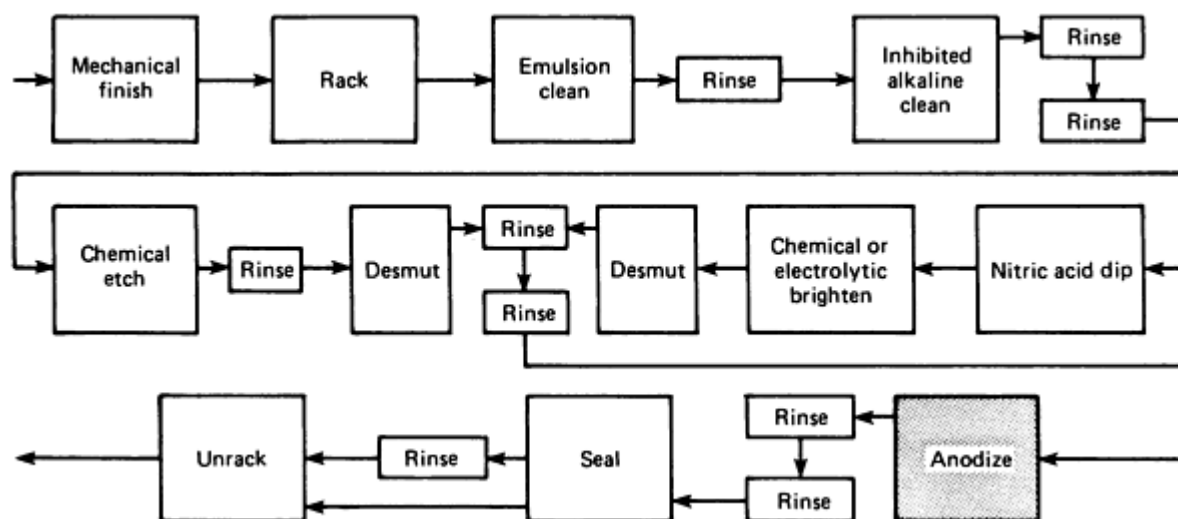 Mechanical
finish
Rack
Emulsion
clean
Rinse
Inhibited
alkaline
clean
Rinse
Rinse
Chemical
etch
Rinse
Desmut
Rinse
Rinse
Desmut
Chemical or
electrolytic
brighten
Nitric acid dip
Unrack
Rinse
Seal
Rinse
Rinse
Anodize